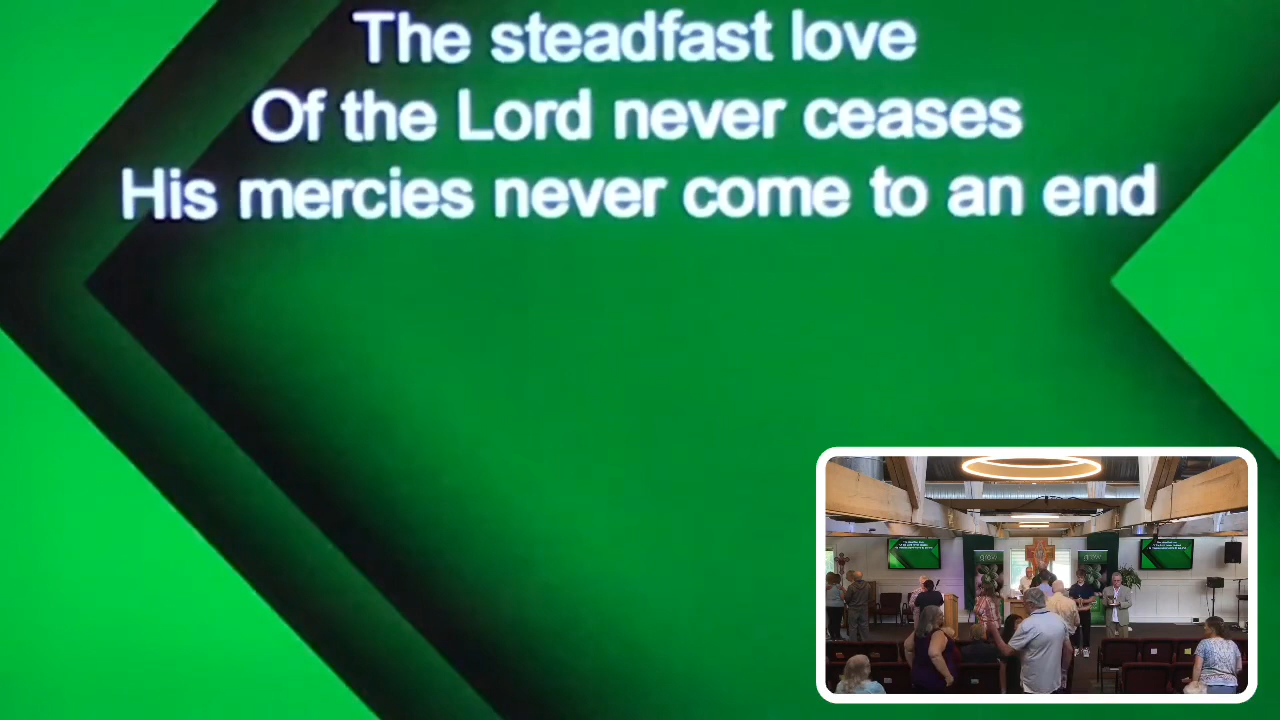 The steadfast love
Of the Lord never ceases
His mercies never come to an end